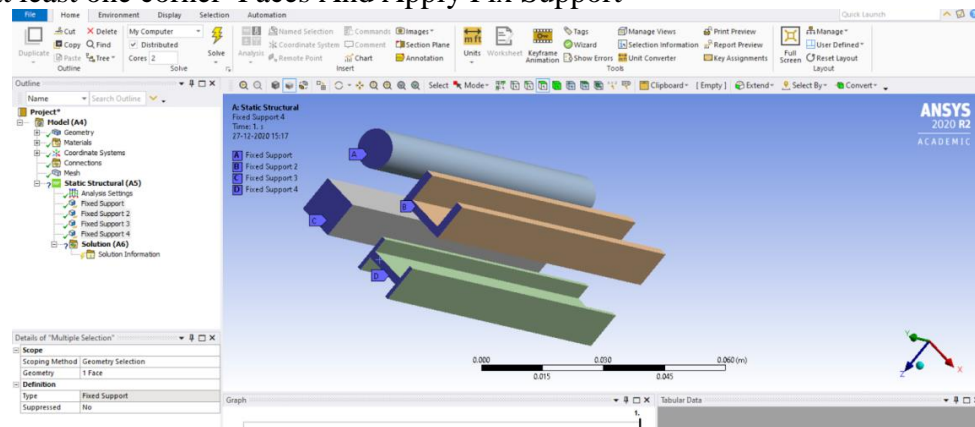 at least one corner Faces And Apply Fix Support
File Home Environment Display Selection Automation Quick Launch
Duplicate Cut Copy Paste Delete Find Tree
Outline
My Computer
Distributed
Cores 2
Solve
Solve
Analysis Named Selection Coordinate System Remote Point Commands Comment Chart Images Section Plane Annotation
Insert
Units Worksheet Keyframe Animation Tags Wizard Show Errors Manage Views Selection Information Unit Converter Print Preview Report Preview Key Assignments
Tools
Full Screen Manage User Defined Reset Layout
Layout
Outline
Name Search Outline
Select Mode Clipboard [ Empty ] Extend Select By Convert
Project*
Model (A4)
Geometry
Materials
Coordinate Systems
Connections
Mesh
Static Structural (A5)
Analysis Settings
Fixed Support
Fixed Support 2
Fixed Support 3
Fixed Support 4
Solution (A6)
Solution Information
A: Static Structural
Fixed Support 4
Time: 1. s
27-12-2020 15:17
A Fixed Support
B Fixed Support 2
C Fixed Support 3
D Fixed Support 4
ANSYS
2020 R2
ACADEMIC
A
B
C
D
0.000 0.030 0.060 (m)
0.015 0.045
Y
Z X
Details of "Multiple Selection"
Scope
Scoping Method Geometry Selection
Geometry 1 Face
Definition
Type Fixed Support
Suppressed No
Graph
1.
Tabular Data